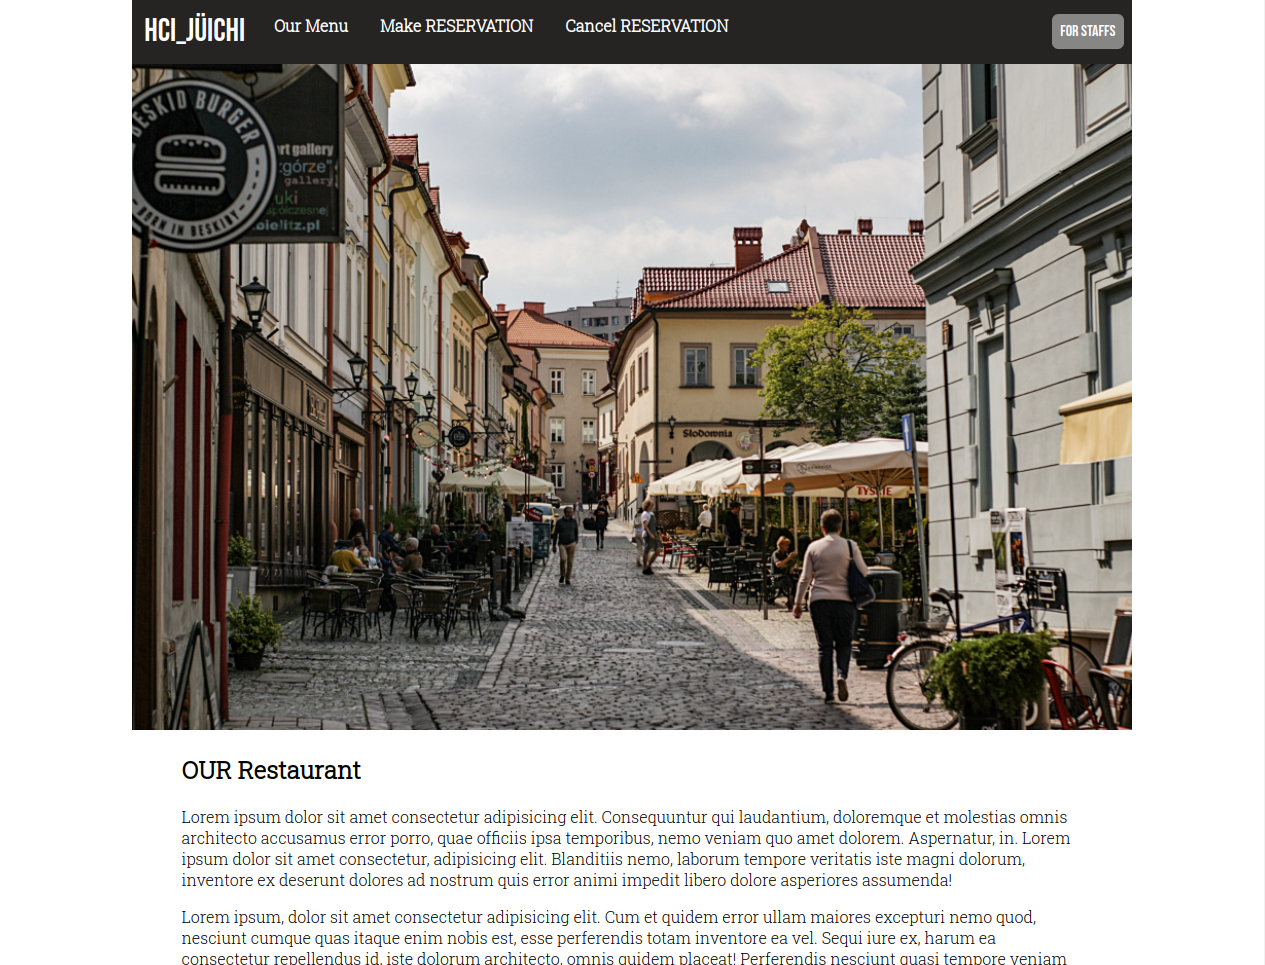 HCI_JÜICHI
Our Menu
Make RESERVATION
Cancel RESERVATION
FOR STAFFS
BESKID BURGER
BORN IN BESKIDY
art gallery
górze"
gallery
uki
bielitz.pl
Słodownia
TYSKIE
OUR Restaurant
Lorem ipsum dolor sit amet consectetur adipisicing elit. Consequuntur qui laudantium, doloremque et molestias omnis
architecto accusamus error porro, quae officiis ipsa temporibus, nemo veniam quo amet dolorem. Aspernatur, in. Lorem
ipsum dolor sit amet consectetur, adipisicing elit. Blanditiis nemo, laborum tempore veritatis iste magni dolorum,
inventore ex deserunt dolores ad nostrum quis error animi impedit libero dolore asperiores assumenda!
Lorem ipsum, dolor sit amet consectetur adipisicing elit. Cum et quidem error ullam maiores excepturi nemo quod,
nesciunt cumque quas itaque enim nobis est, esse perferendis totam inventore ea vel. Sequi iure ex, harum ea
consectetur repellendus id, iste dolorum architecto, omnis quidem placeat! Perferendis nesciunt quasi tempore veniam